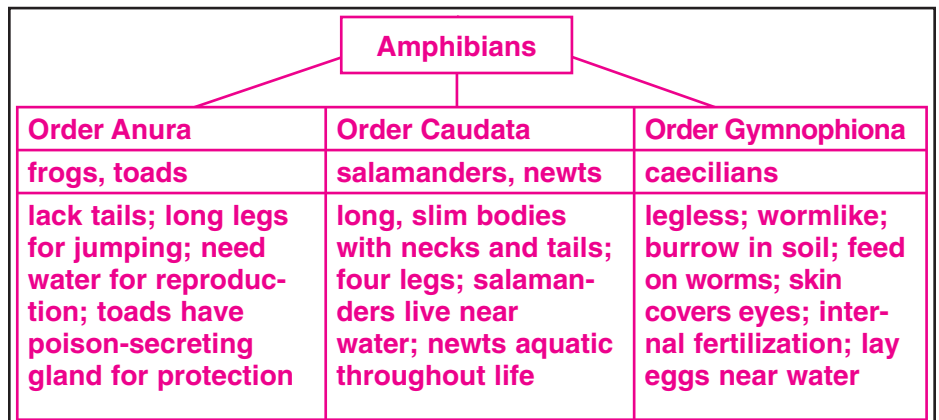 Amphibians
Order Anura
Order Caudata
Order Gymnophiona
frogs, toads
salamanders, newts
caecilians
lack tails; long legs
for jumping; need
water for reproduc-
tion; toads have
poison-secreting
gland for protection
long, slim bodies
with necks and tails;
four legs; salaman-
ders live near
water; newts aquatic
throughout life
legless; wormlike;
burrow in soil; feed
on worms; skin
covers eyes; inter-
nal fertilization; lay
eggs near water